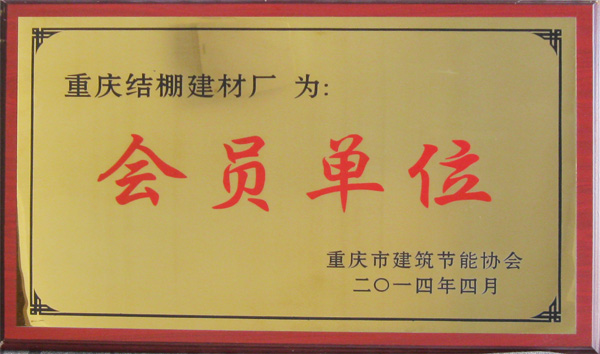 重庆结棚建材厂 为:
会员单位
重庆市建筑节能协会
二〇一四年四月